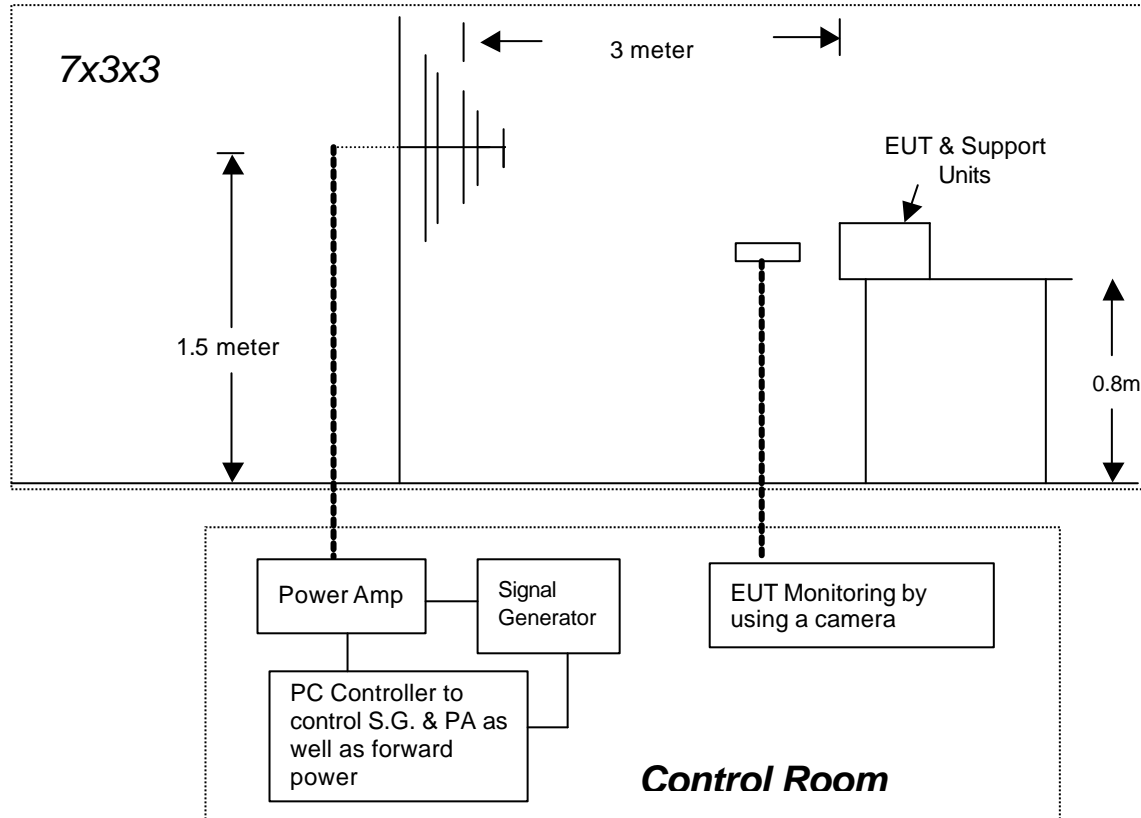 7x3x3
3 meter
EUT & Support
Units
1.5 meter
0.8m
Power Amp
Signal
Generator
EUT Monitoring by
using a camera
PC Controller to
control S.G. & PA as
well as forward
power
Control Room